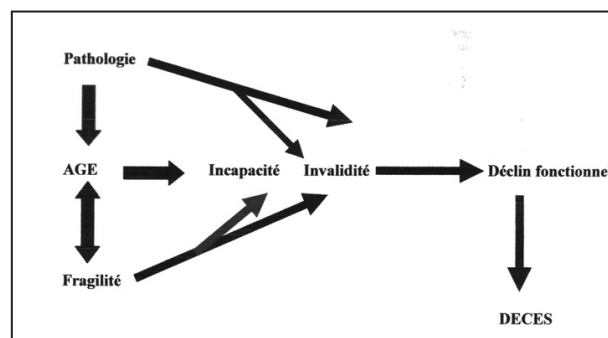 Pathologie
AGE Incapacité Invalidité Déclin fonctionne
Fragilité
DECES